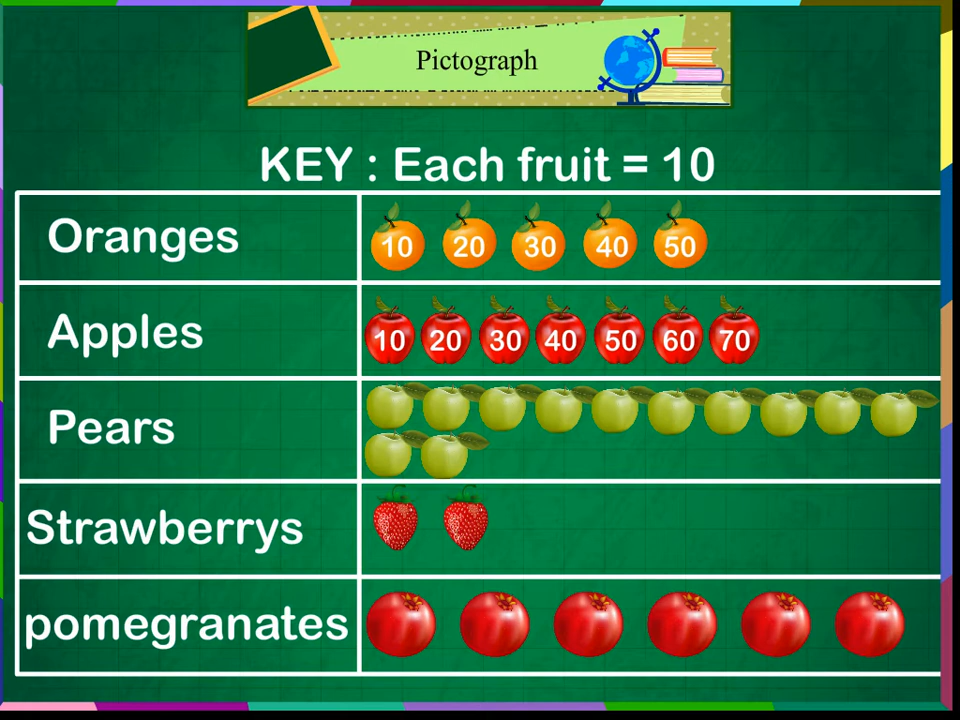 Pictograph
KEY : Each fruit = 10
Oranges
10 20 30 40 50
Apples
10 20 30 40 50 60 70
Pears
Strawberrys
pomegranates